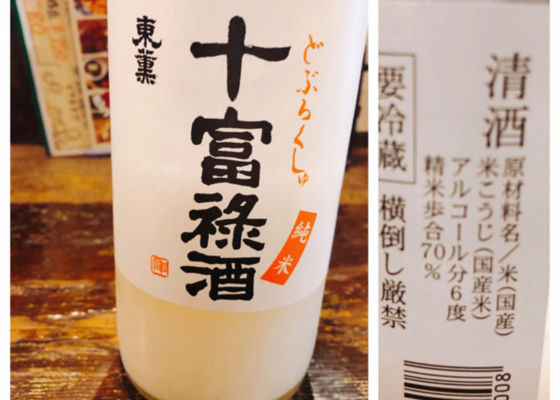 東薫
十富祿酒
どぶろくしゅ
純米
清酒
要冷蔵
原材料名/米(国産)
米こうじ(国産米)
アルコール分6度
精米歩合70%
横倒し厳禁
800